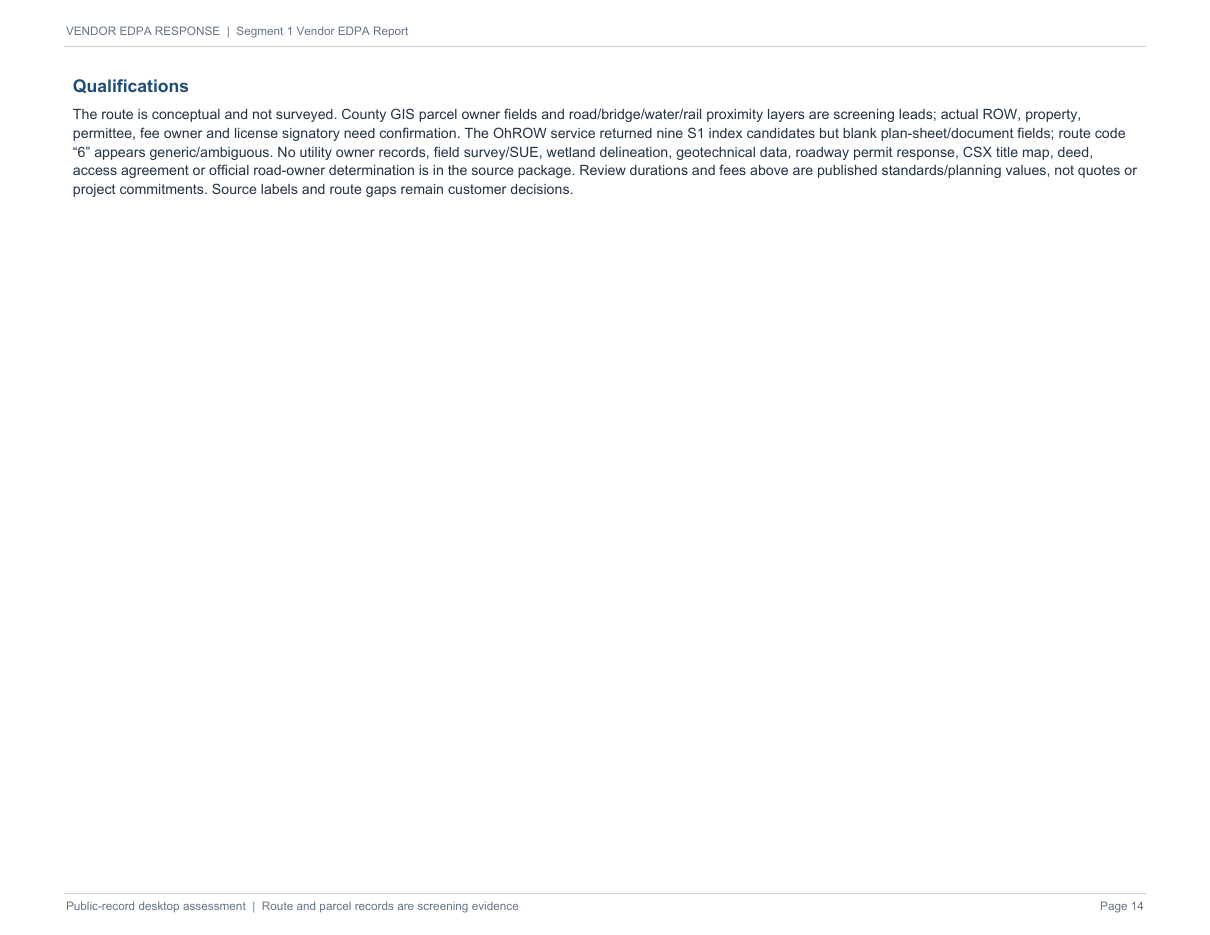 VENDOR EDPA RESPONSE | Segment 1 Vendor EDPA Report
Qualifications
The route is conceptual and not surveyed. County GIS parcel owner fields and road/bridge/water/rail proximity layers are screening leads; actual ROW, property,
permittee, fee owner and license signatory need confirmation. The OhROW service returned nine S1 index candidates but blank plan-sheet/document fields; route code
“6” appears generic/ambiguous. No utility owner records, field survey/SUE, wetland delineation, geotechnical data, roadway permit response, CSX title map, deed,
access agreement or official road-owner determination is in the source package. Review durations and fees above are published standards/planning values, not quotes or
project commitments. Source labels and route gaps remain customer decisions.
Public-record desktop assessment | Route and parcel records are screening evidence
Page 14